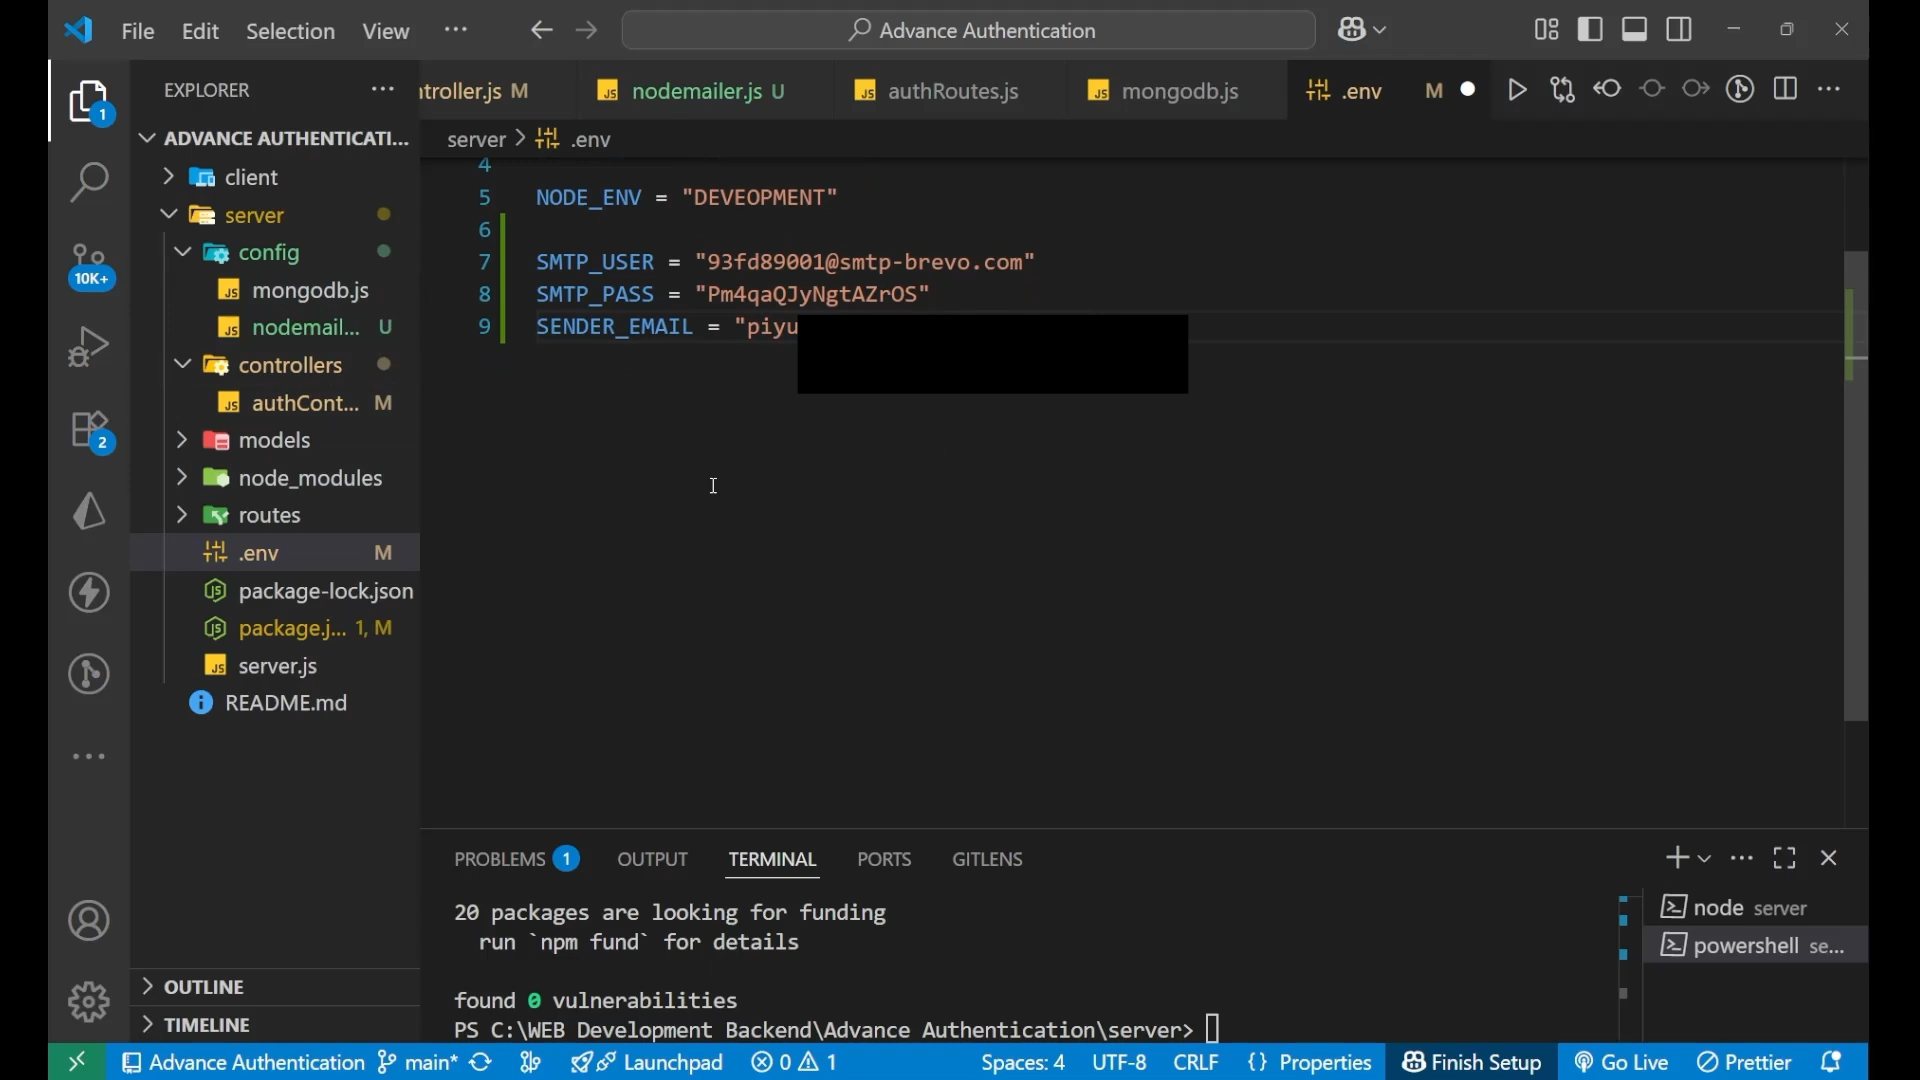 File Edit Selection View ··· Advance Authentication
EXPLORER ···
ntroller.js M nodemailer.js U authRoutes.js mongodb.js .env M
ADVANCE AUTHENTICATI...
server > .env
client
server
config
mongodb.js
nodemail... U
controllers
authCont... M
models
node_modules
routes
.env M
package-lock.json
package.j... 1, M
server.js
README.md
OUTLINE
TIMELINE
1
10K+
2
4
5 NODE_ENV = "DEVEOPMENT"
6
7 SMTP_USER = "93fd89001@smtp-brevo.com"
8 SMTP_PASS = "Pm4qaQJyNgtAZrOS"
9 SENDER_EMAIL = "piyu
PROBLEMS 1 OUTPUT TERMINAL PORTS GITLENS
20 packages are looking for funding
run `npm fund` for details
found 0 vulnerabilities
PS C:\WEB Development Backend\Advance Authentication\server>
node server
powershell se...
Advance Authentication main* Launchpad 0 1 Spaces: 4 UTF-8 CRLF {} Properties Finish Setup Go Live Prettier